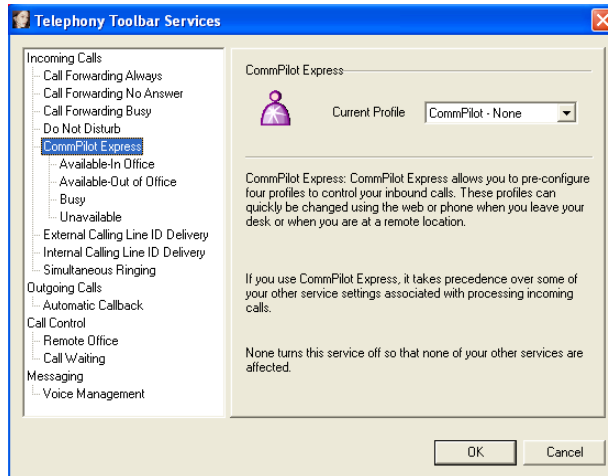 Telephony Toolbar Services
Incoming Calls
Call Forwarding Always
Call Forwarding No Answer
Call Forwarding Busy
Do Not Disturb
CommPilot Express
Available-In Office
Available-Out of Office
Busy
Unavailable
External Calling Line ID Delivery
Internal Calling Line ID Delivery
Simultaneous Ringing
Outgoing Calls
Automatic Callback
Call Control
Remote Office
Call Waiting
Messaging
Voice Management
CommPilot Express
Current Profile
CommPilot - None
CommPilot Express: CommPilot Express allows you to pre-configure
four profiles to control your inbound calls. These profiles can
quickly be changed using the web or phone when you leave your
desk or when you are at a remote location.
If you use CommPilot Express, it takes precedence over some of
your other service settings associated with processing incoming
calls.
None turns this service off so that none of your other services are
affected.
OK
Cancel